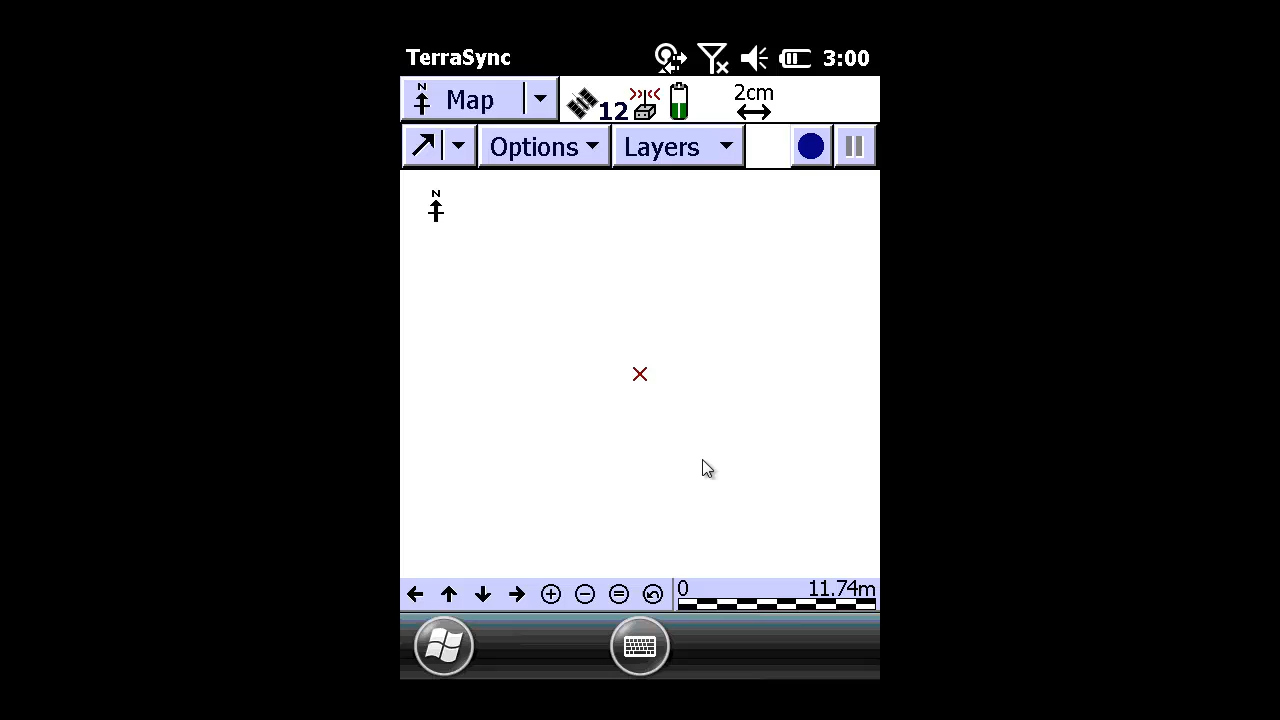 TerraSync 3:00
N Map 12 2cm
Options Layers
N
0 11.74m